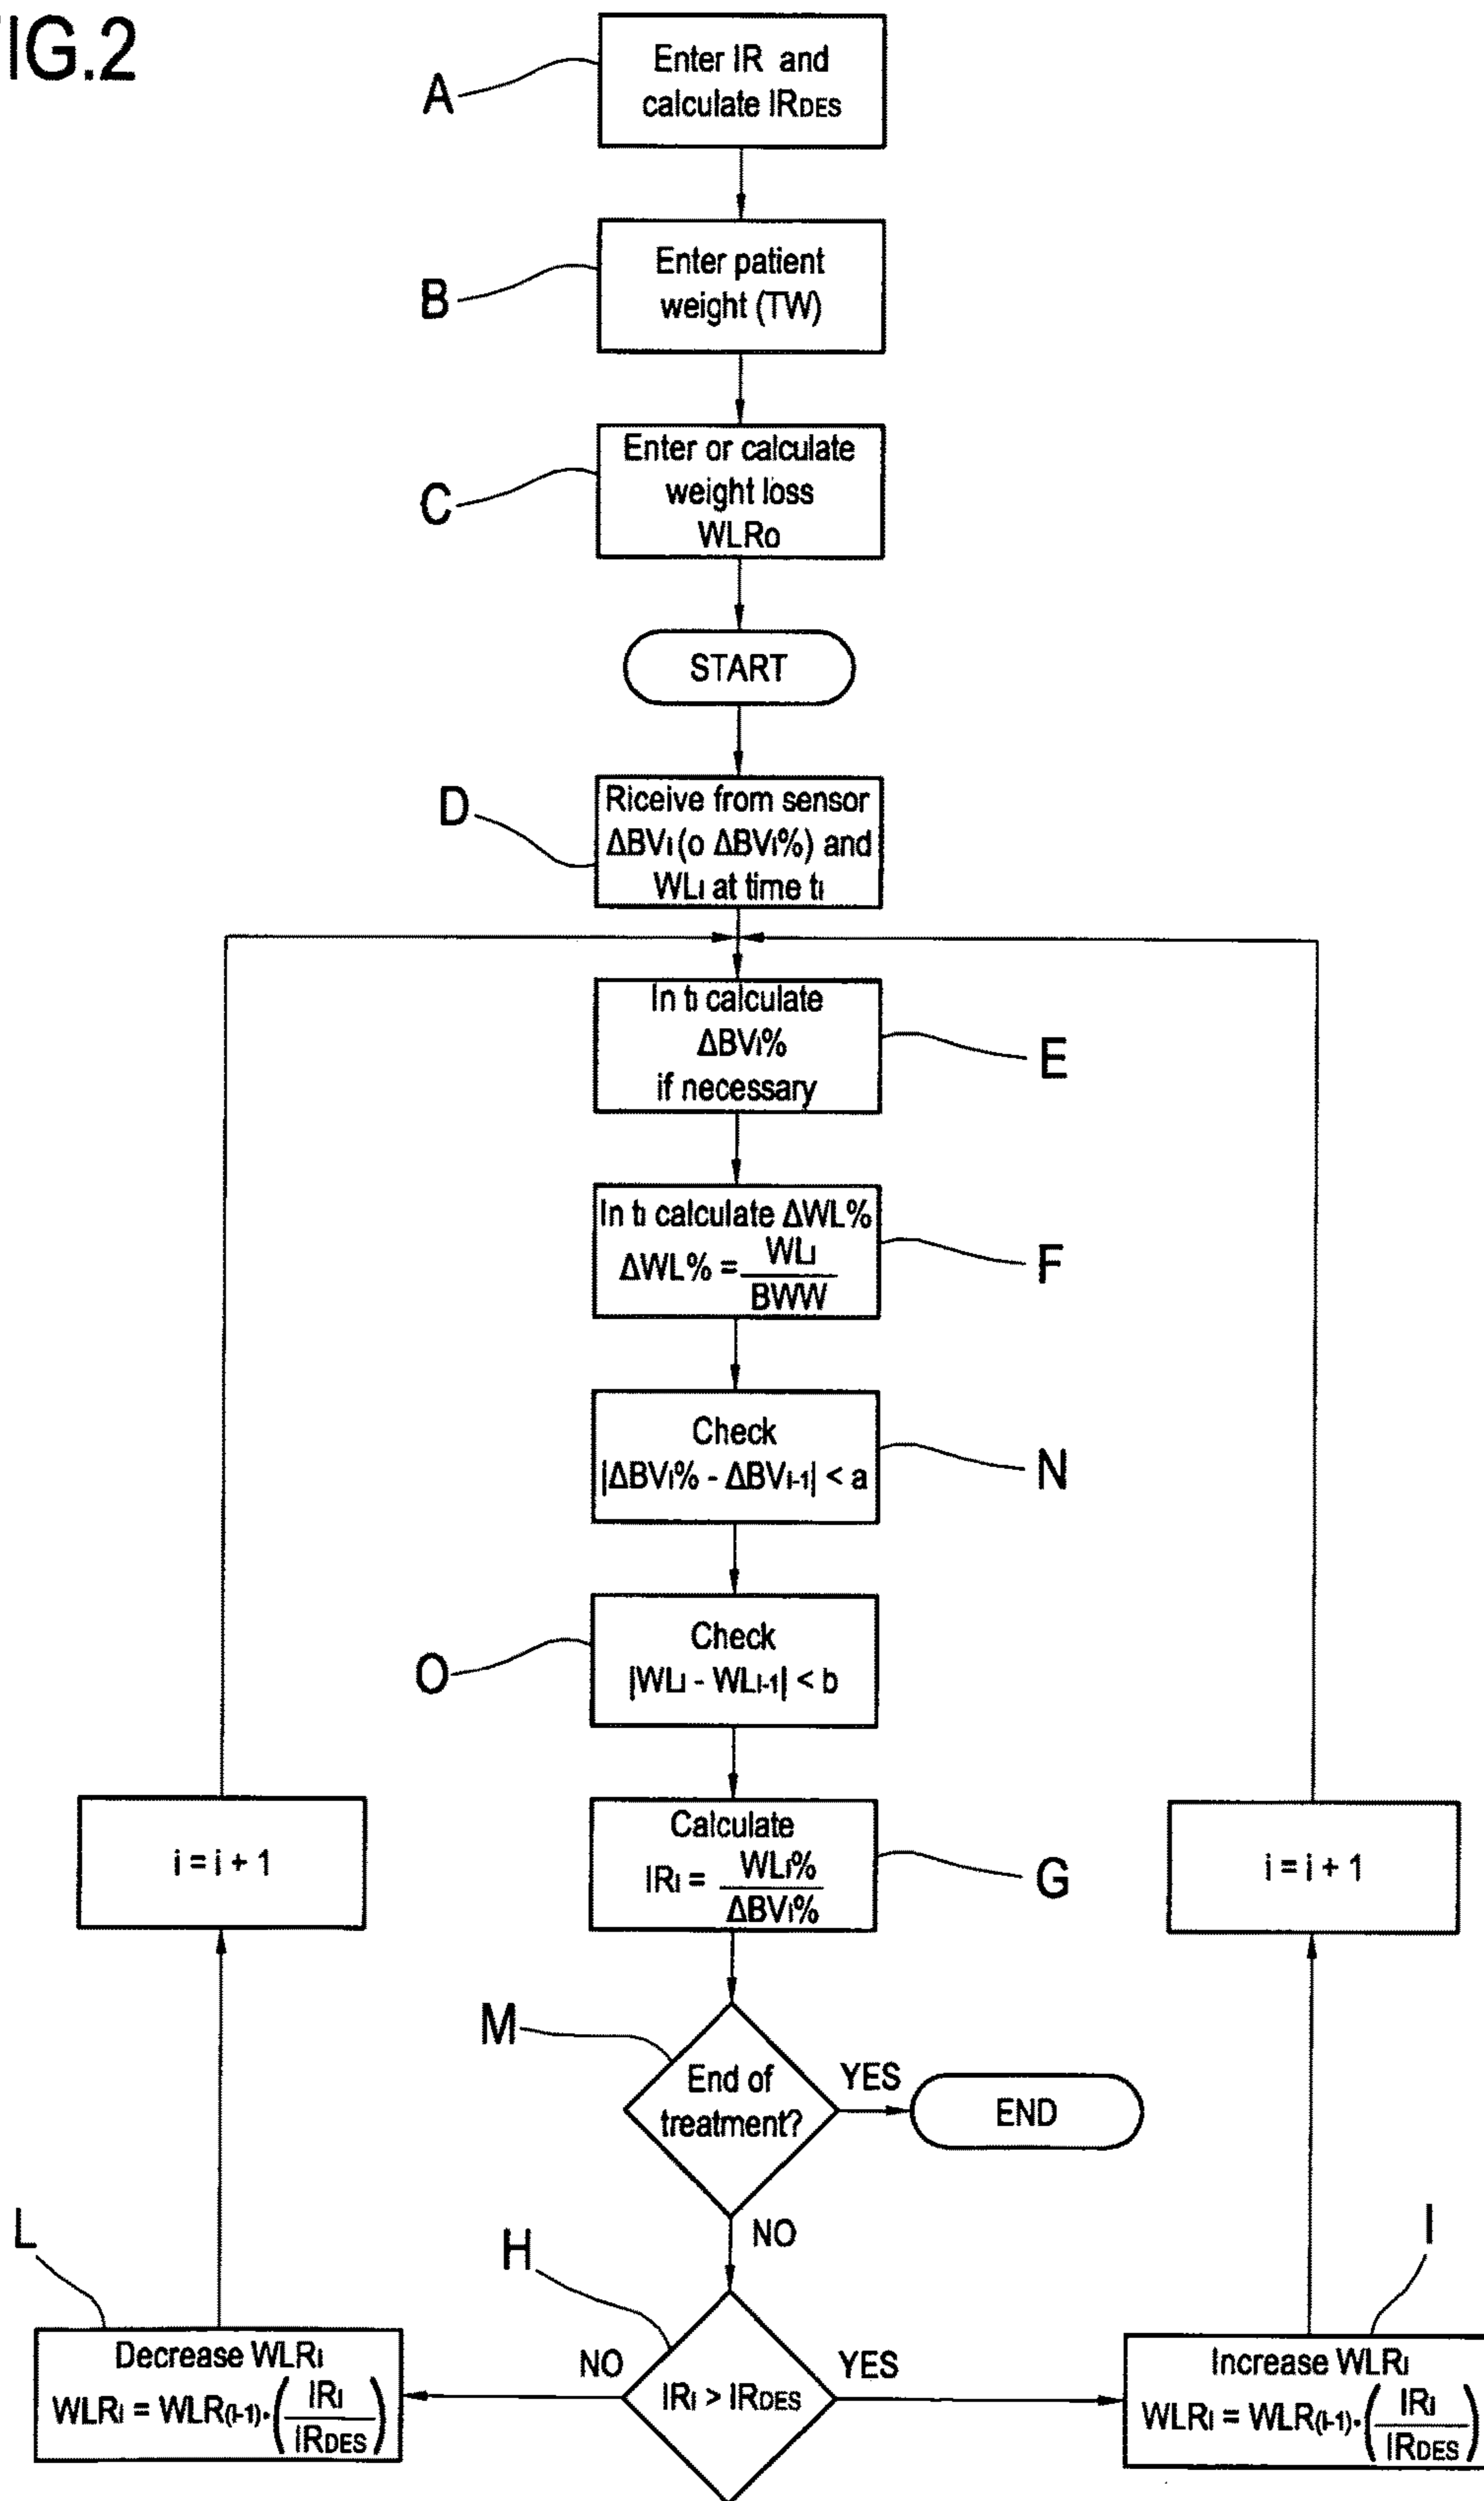 FIG.2
A
Enter IR and
calculate IRDES
B
Enter patient
weight (TW)
C
Enter or calculate
weight loss
WLRo
START
D
Riceive from sensor
ΔBVi (o ΔBVi%) and
WLi at time ti
In ti calculate
ΔBVi%
if necessary
E
In ti calculate ΔWL%
ΔWL% = WLi / BWW
F
Check
|ΔBVi% - ΔBVi-1| < a
N
Check
|WLi - WLi-1| < b
O
i = i + 1
Calculate
IRi = WLi% / ΔBVi%
G
i = i + 1
M
End of
treatment?
YES
END
NO
L
H
I
Decrease WLRi
WLRi = WLR(i-1)·(IRi / IRDES)
NO
IRi > IRDES
YES
Increase WLRi
WLRi = WLR(i-1)·(IRi / IRDES)